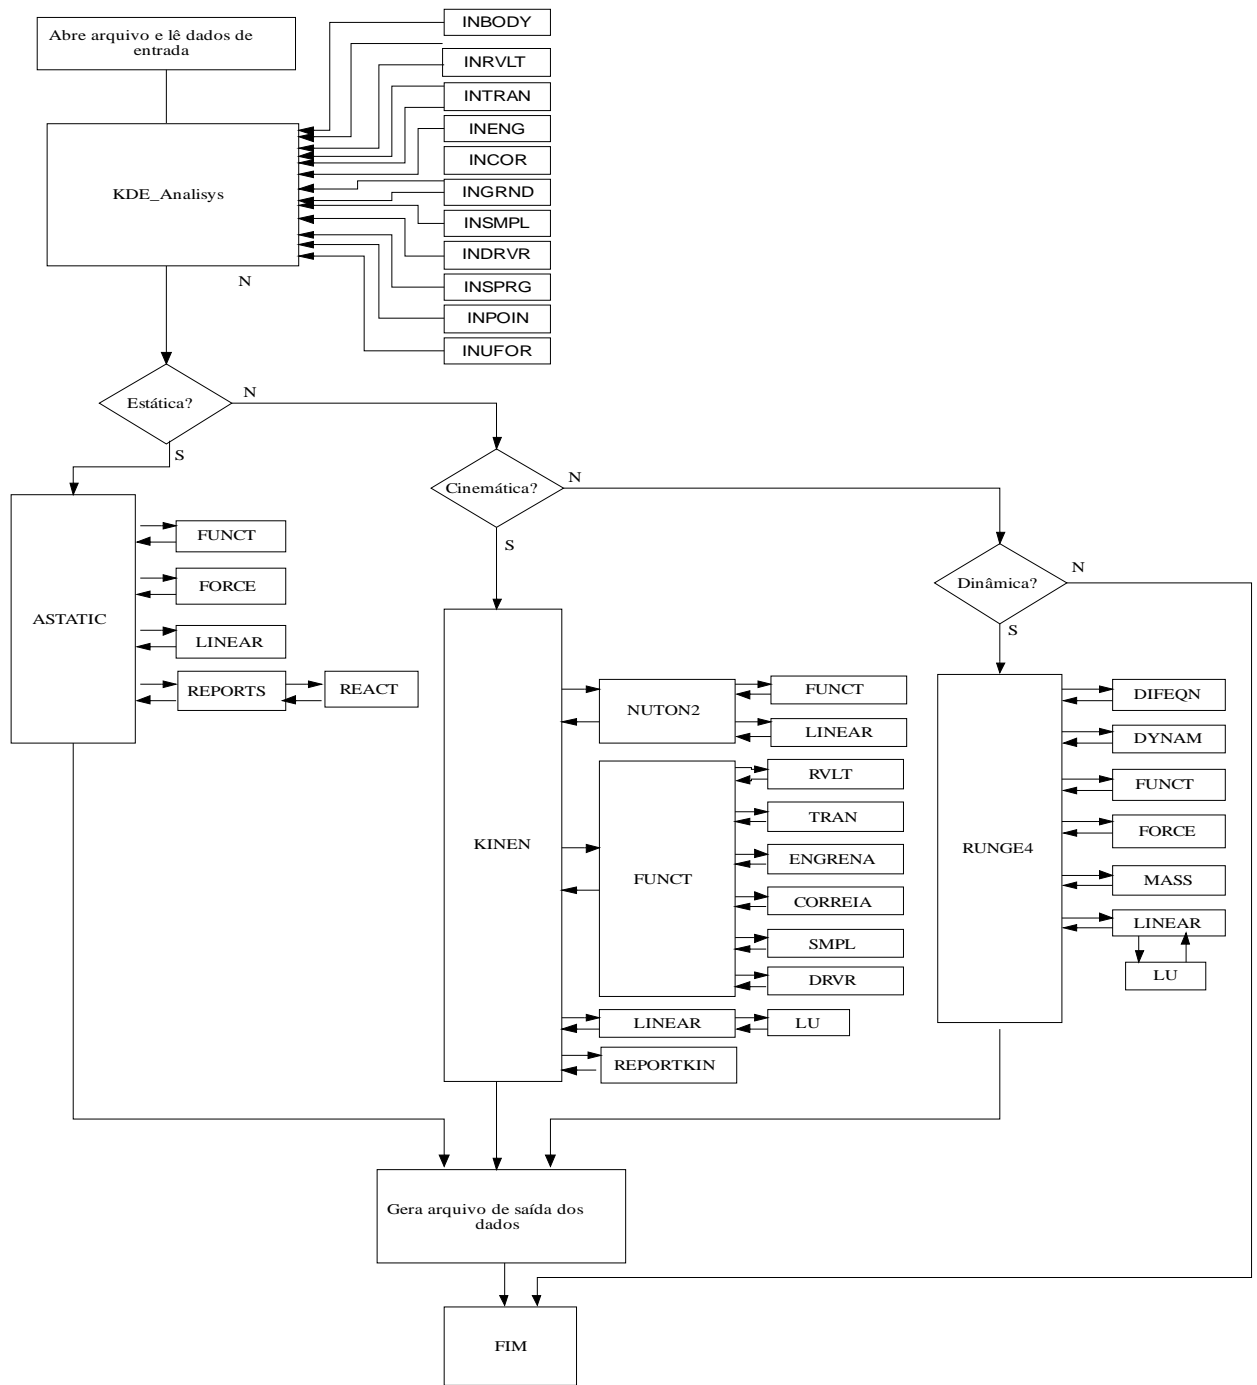 Abre arquivo e lê dados de
entrada
INBODY
INRVLT
INTRAN
INENG
INCOR
INGRND
INSMPL
INDRVR
INSPRG
INPOIN
INUFOR
KDE_Analisys
N
Estática?
N
S
Cinemática?
N
S
Dinâmica?
N
S
ASTATIC
FUNCT
FORCE
LINEAR
REPORTS
REACT
KINEN
NUTON2
FUNCT
LINEAR
FUNCT
RVLT
TRAN
ENGRENA
CORREIA
SMPL
DRVR
LINEAR
LU
REPORTKIN
RUNGE4
DIFEQN
DYNAM
FUNCT
FORCE
MASS
LINEAR
LU
Gera arquivo de saída dos
dados
FIM